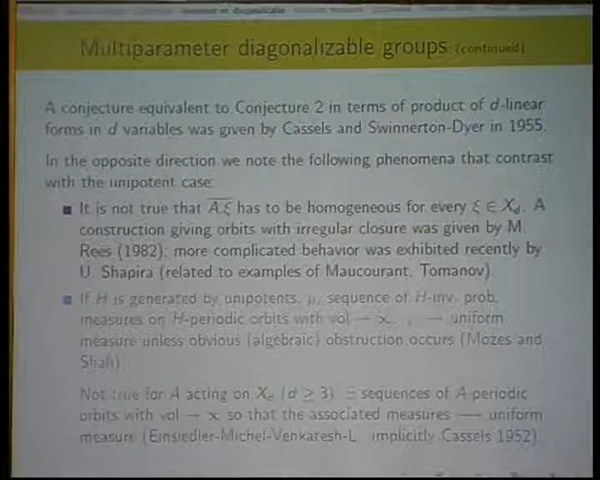 Multiparameter diagonalizable groups (continued)
A conjecture equivalent to Conjecture 2 in terms of product of d-linear
forms in d variables was given by Cassels and Swinnerton-Dyer in 1955.
In the opposite direction we note the following phenomena that contrast
with the unipotent case:
It is not true that A.ξ has to be homogeneous for every ξ ∈ X_d. A
construction giving orbits with irregular closure was given by M.
Rees (1982); more complicated behavior was exhibited recently by
U. Shapira (related to examples of Maucourant, Tomanov)
If H is generated by unipotents, μ_i sequence of H-inv. prob.
measures on H-periodic orbits with vol → ∞, → uniform
measure unless obvious (algebraic) obstruction occurs (Mozes and
Shah)
Not true for A acting on X_d (d ≥ 3) ∃ sequences of A-periodic
orbits with vol → ∞ so that the associated measures uniform
measure (Einsiedler-Michel-Venkatesh-L, implicitly Cassels 1952)